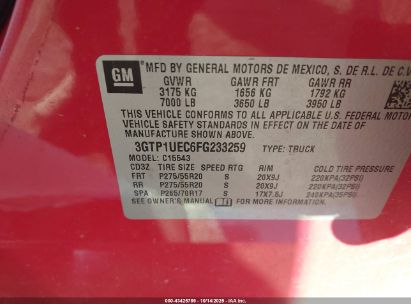 GM
MFD BY GENERAL MOTORS DE MEXICO, S. DE R.L. DE C.V.
GVWR GAWR FRT GAWR RR
3175 KG 1656 KG 1792 KG
7000 LB 3650 LB 3950 LB
THIS VEHICLE CONFORMS TO ALL APPLICABLE U.S. FEDERAL MOTOR
VEHICLE SAFETY STANDARDS IN EFFECT ON THE DATE OF
MANUFACTURE SHOWN ABOVE.
3GTP1UEC6FG233259 TYPE: TRUCK
MODEL: C15543
CD3Z TIRE SIZE SPEED RTG RIM COLD TIRE PRESSURE
FRT P275/55R20 S 20X9J 220KPA(32PSI)
RR P275/55R20 S 20X9J 220KPA(32PSI)
SPA P265/70R17 S 17X7.5J 240KPA(35PSI)
SEE OWNER'S MANUAL FOR ADDITIONAL INFORMATION.